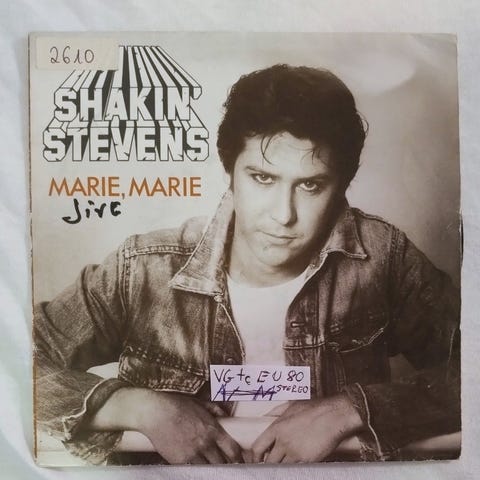 2610
SHAKIN'
STEVENS
MARIE, MARIE
Jive
VG+ç EU 80
N M STEREO